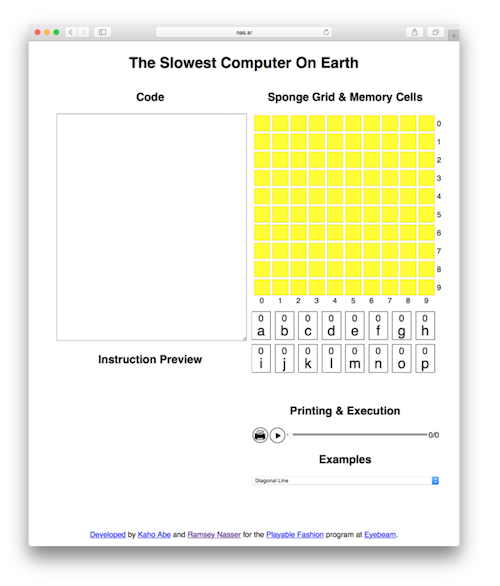 nas.sr
The Slowest Computer On Earth
Code
Sponge Grid & Memory Cells
0
1
2
3
4
5
6
7
8
9
0 1 2 3 4 5 6 7 8 9
0 0 0 0 0 0 0 0
a b c d e f g h
0 0 0 0 0 0 0 0
i j k l m n o p
Instruction Preview
Printing & Execution
0/0
Examples
Diagonal Line
Developed by Kaho Abe and Ramsey Nasser for the Playable Fashion program at Eyebeam.